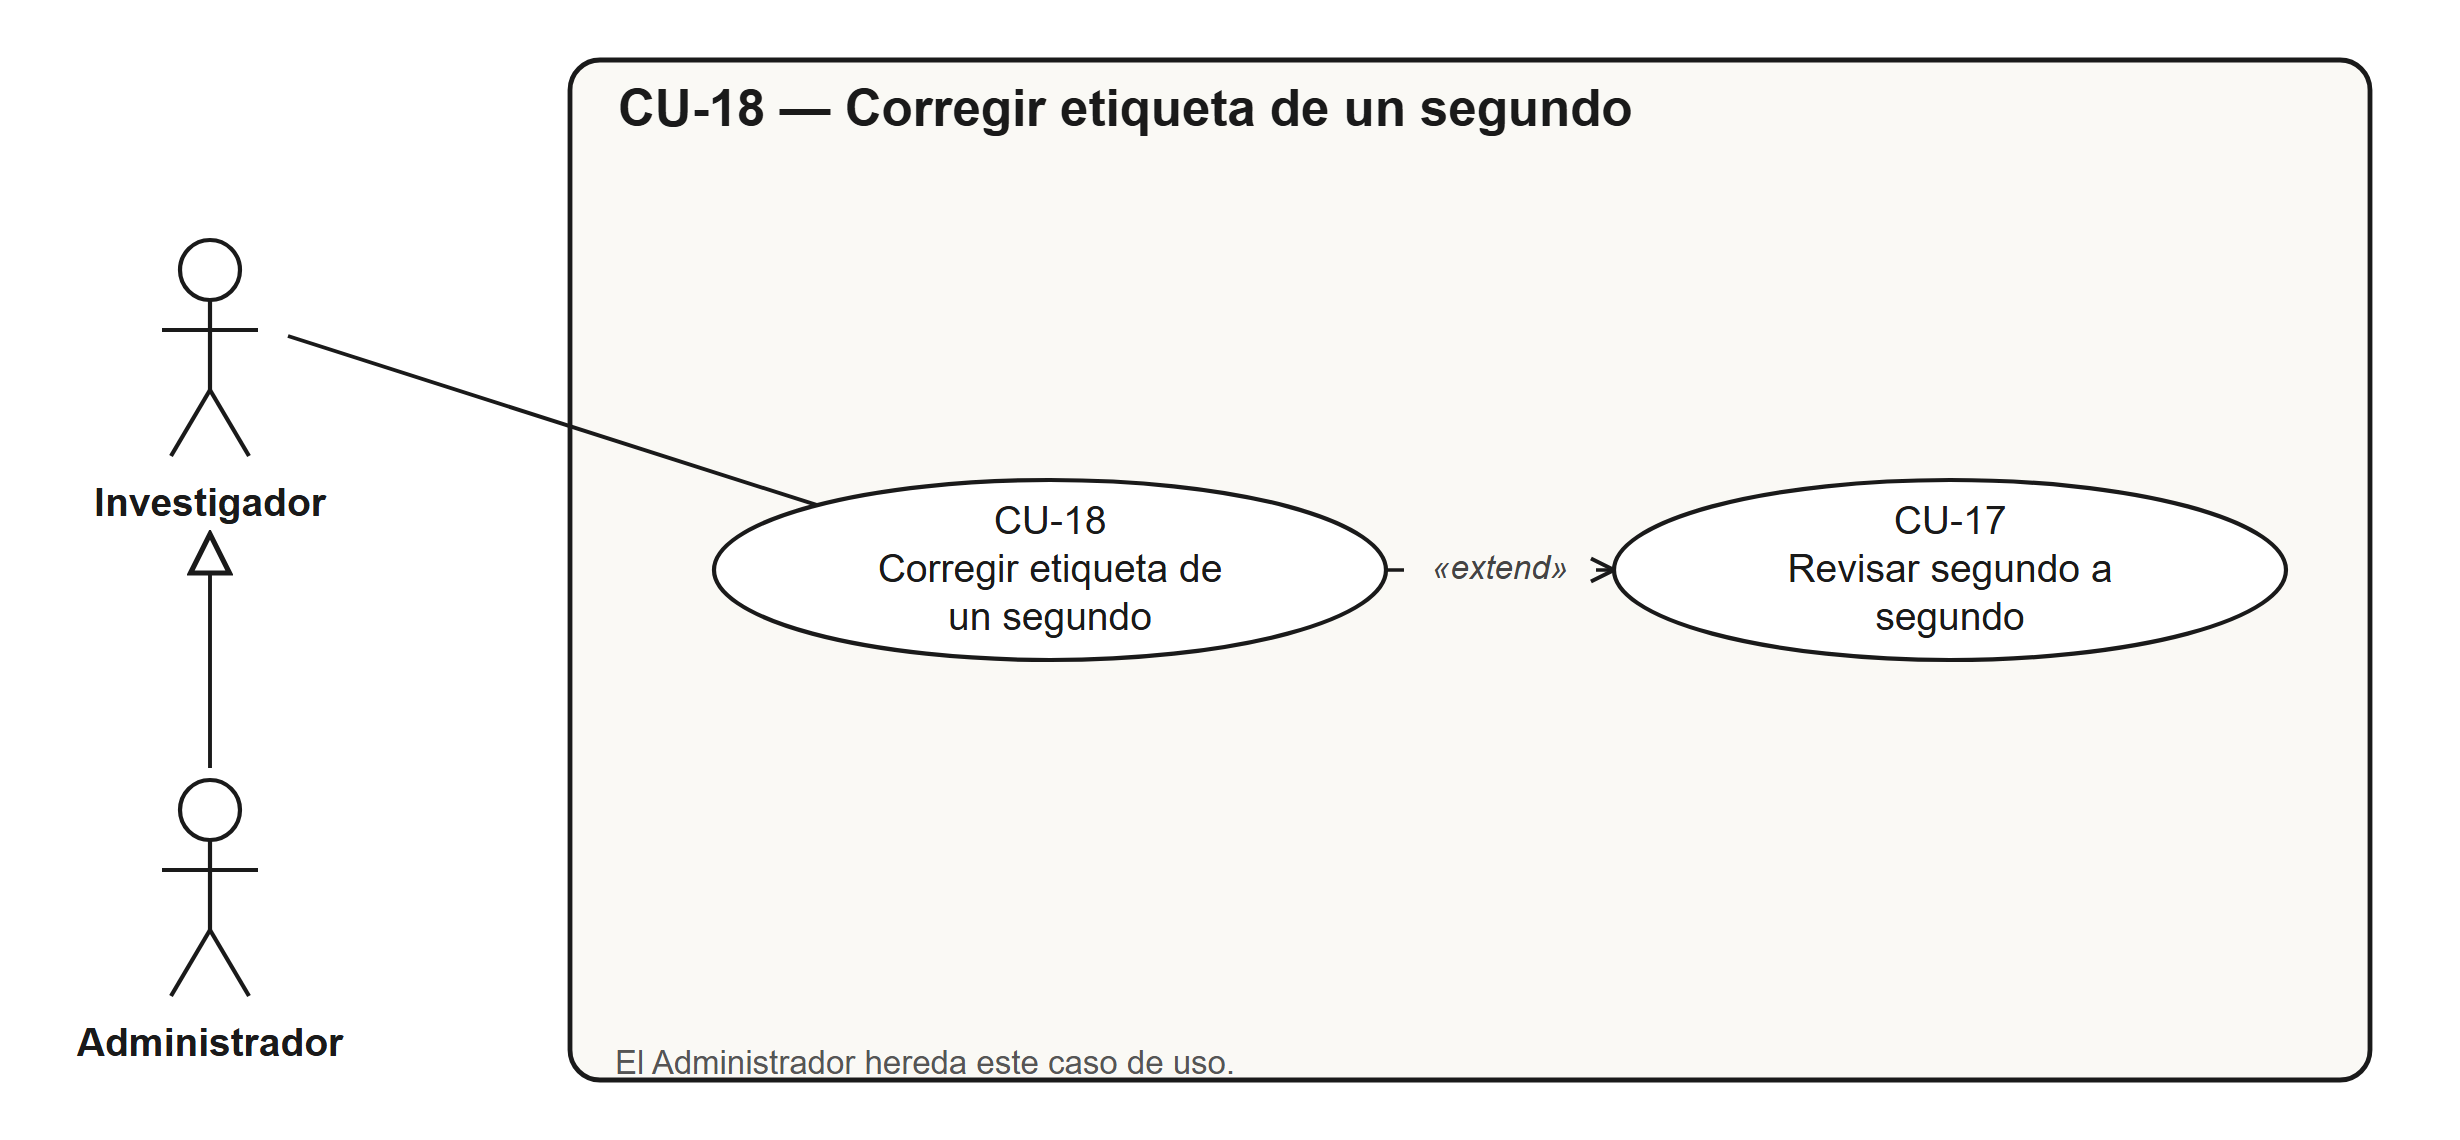 CU-18 — Corregir etiqueta de un segundo
Investigador
CU-18
Corregir etiqueta de
un segundo
«extend»
CU-17
Revisar segundo a
segundo
Administrador
El Administrador hereda este caso de uso.